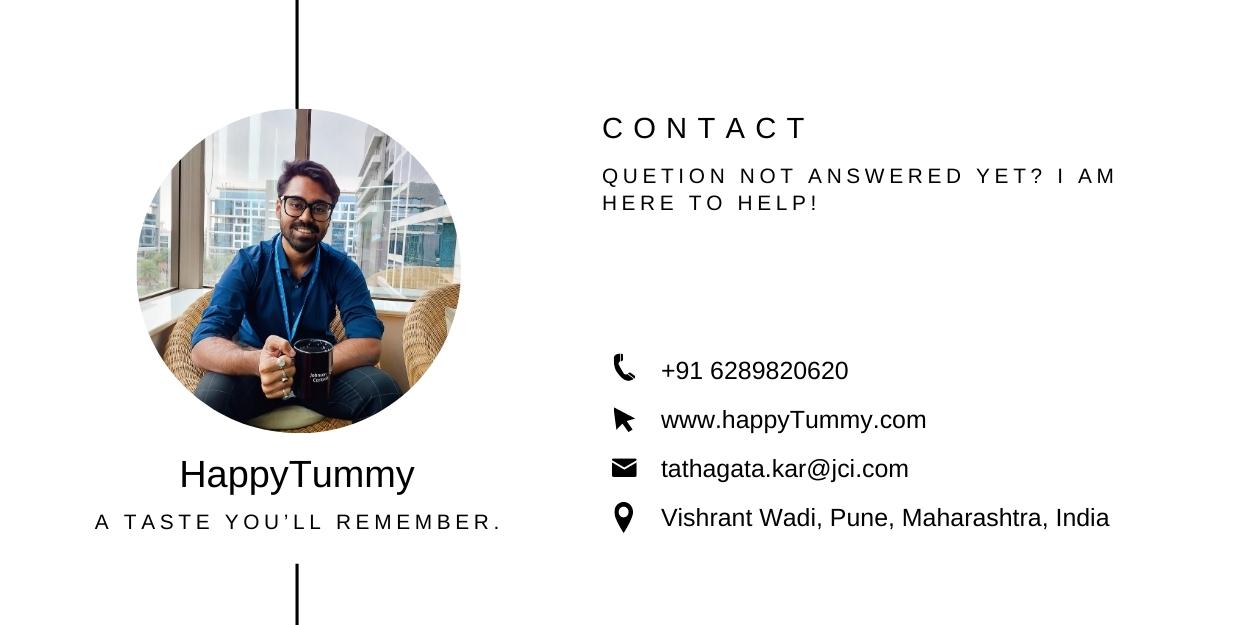 CONTACT
QUETION NOT ANSWERED YET? I AM
HERE TO HELP!
+91 6289820620
www.happyTummy.com
tathagata.kar@jci.com
Vishrant Wadi, Pune, Maharashtra, India
HappyTummy
A TASTE YOU’LL REMEMBER.
Johnson